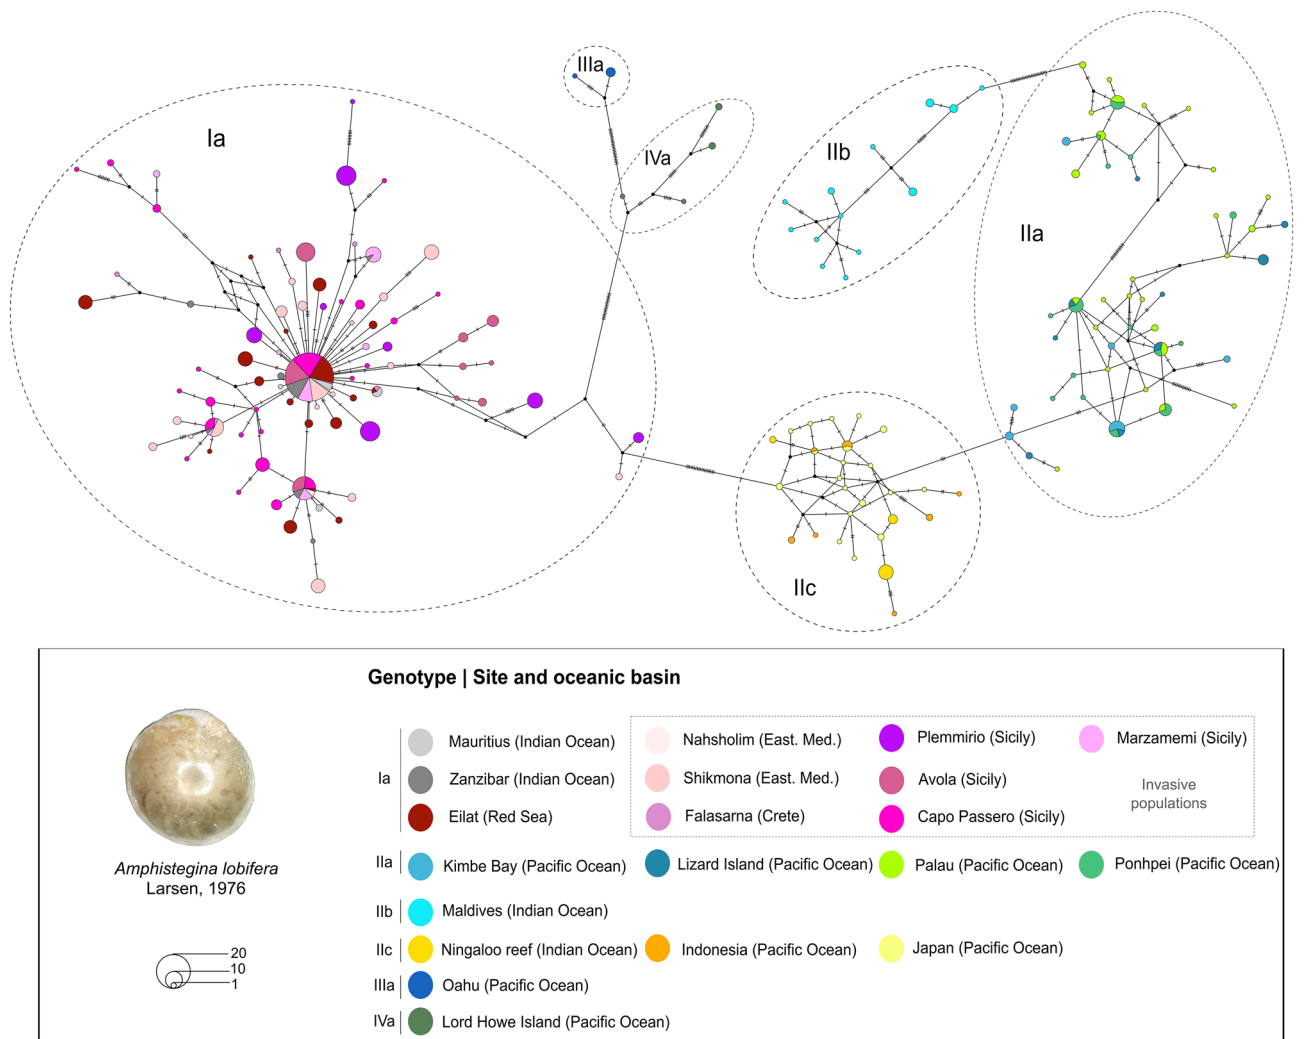 IIIa
Ia
IVa
IIb
IIa
IIc
Genotype | Site and oceanic basin
Ia
Mauritius (Indian Ocean)
Nahsholim (East. Med.)
Plemmirio (Sicily)
Marzamemi (Sicily)
Zanzibar (Indian Ocean)
Shikmona (East. Med.)
Avola (Sicily)
Invasive
populations
Eilat (Red Sea)
Falasarna (Crete)
Capo Passero (Sicily)
IIa
Kimbe Bay (Pacific Ocean)
Lizard Island (Pacific Ocean)
Palau (Pacific Ocean)
Ponhpei (Pacific Ocean)
Amphistegina lobifera
Larsen, 1976
IIb
Maldives (Indian Ocean)
IIc
Ningaloo reef (Indian Ocean)
Indonesia (Pacific Ocean)
Japan (Pacific Ocean)
20
10
1
IIIa
Oahu (Pacific Ocean)
IVa
Lord Howe Island (Pacific Ocean)